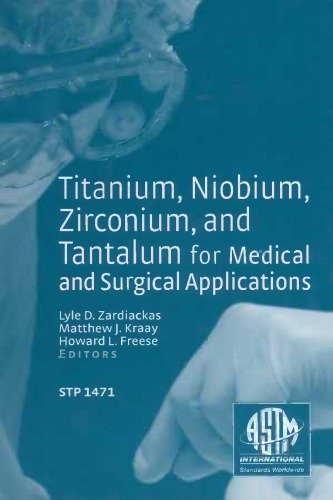 Titanium, Niobium,
Zirconium, and
Tantalum for Medical
and Surgical Applications
Lyle D. Zardiackas
Matthew J. Kraay
Howard L. Freese
EDITORS
STP 1471
ASTM
INTERNATIONAL
Standards Worldwide